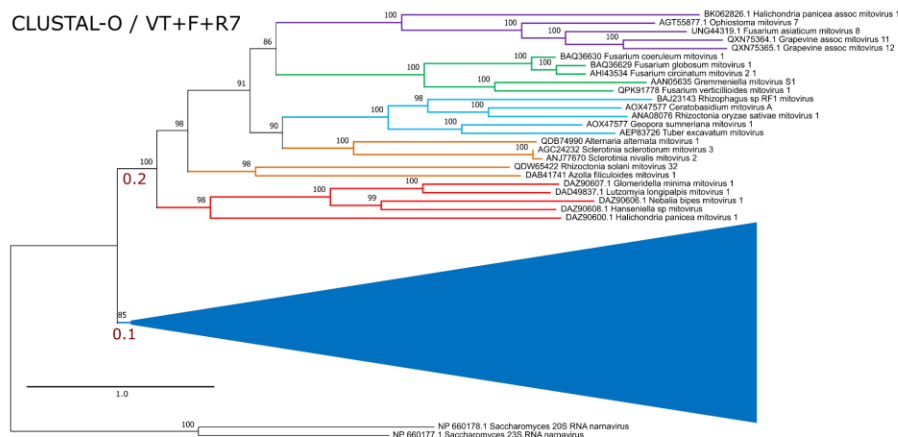 CLUSTAL-O / VT+F+R7
100
BK062826.1 Halichondria panicea assoc mitovirus 1
AGT55877.1 Ophiostoma mitovirus 7
100
UNG44319.1 Fusarium asiaticum mitovirus 8
100
QXN75364.1 Grapevine assoc mitovirus 11
100
QXN75365.1 Grapevine assoc mitovirus 12
86
BAQ36630 Fusarium coeruleum mitovirus 1
100
BAQ36629 Fusarium globosum mitovirus 1
100
100
AHI43534 Fusarium circinatum mitovirus 2 1
AAN05635 Gremmeniella mitovirus S1
100
QPK91778 Fusarium verticillioides mitovirus 1
91
98
BAJ23143 Rhizophagus sp RF1 mitovirus
AOX47577 Ceratobasidium mitovirus A
100
100
ANA08076 Rhizoctonia oryzae sativae mitovirus 1
90
AOX47577 Geopora sumneriana mitovirus 1
100
AEP83726 Tuber excavatum mitovirus
98
QDB74990 Alternaria alternata mitovirus 1
100
AGC24232 Sclerotinia sclerotiorum mitovirus 3
100
ANJ77670 Sclerotinia nivalis mitovirus 2
100
98
QDW65422 Rhizoctonia solani mitovirus 32
DAB41741 Azolla filiculoides mitovirus 1
0.2
100
DAZ90607.1 Glomeridella minima mitovirus 1
100
DAD49837.1 Lutzomyia longipalpis mitovirus 1
98
99
DAZ90606.1 Nebalia bipes mitovirus 1
DAZ90608.1 Hanseniella sp mitovirus
DAZ90600.1 Halichondria panicea mitovirus 1
85
0.1
1.0
100
NP 660178.1 Saccharomyces 20S RNA narnavirus
NP 660177.1 Saccharomyces 23S RNA narnavirus